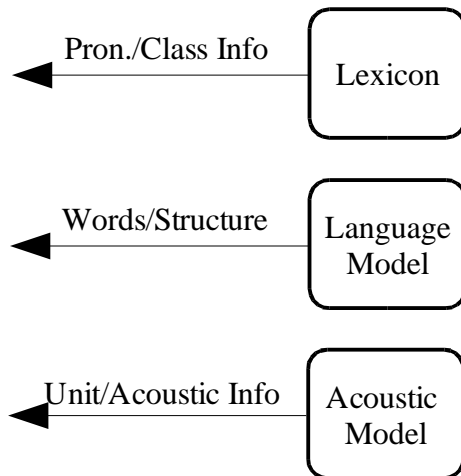 Pron./Class Info
Lexicon
Words/Structure
Language
Model
Unit/Acoustic Info
Acoustic
Model